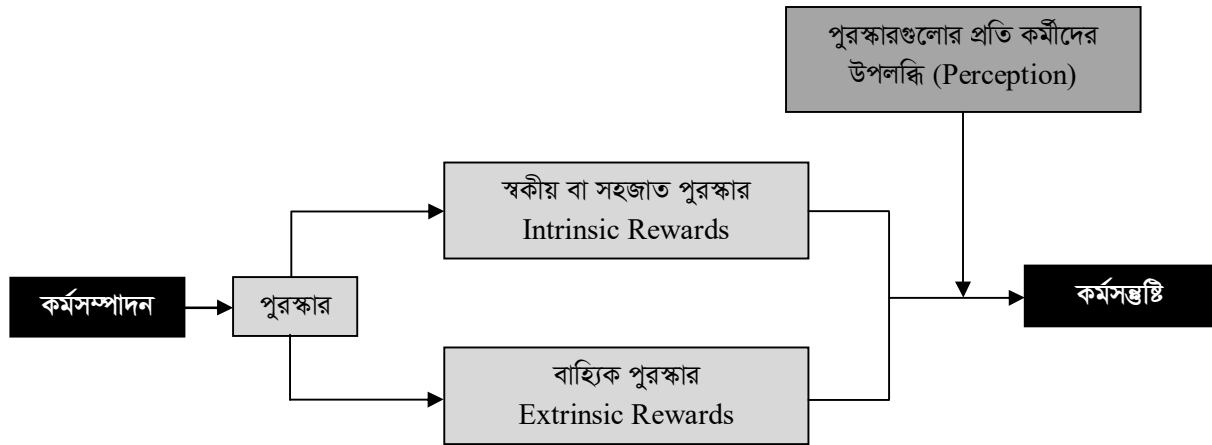 পুরস্কারগুলোর প্রতি কর্মীদের
উপলব্ধি (Perception)
স্বকীয় বা সহজাত পুরস্কার
Intrinsic Rewards
কর্মসম্পাদন
পুরস্কার
কর্মসন্তুষ্টি
বাহ্যিক পুরস্কার
Extrinsic Rewards